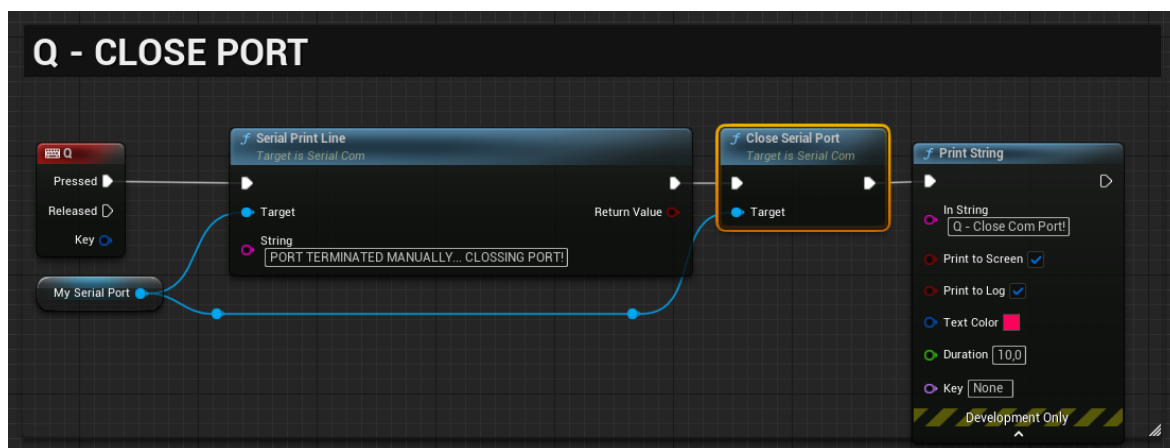 Q - CLOSE PORT
Q
Pressed
Released
Key
My Serial Port
f Serial Print Line
Target is Serial Com
Target
Return Value
String
PORT TERMINATED MANUALLY... CLOSSING PORT!
f Close Serial Port
Target is Serial Com
Target
f Print String
In String
Q - Close Com Port!
Print to Screen
Print to Log
Text Color
Duration 10,0
Key None
Development Only